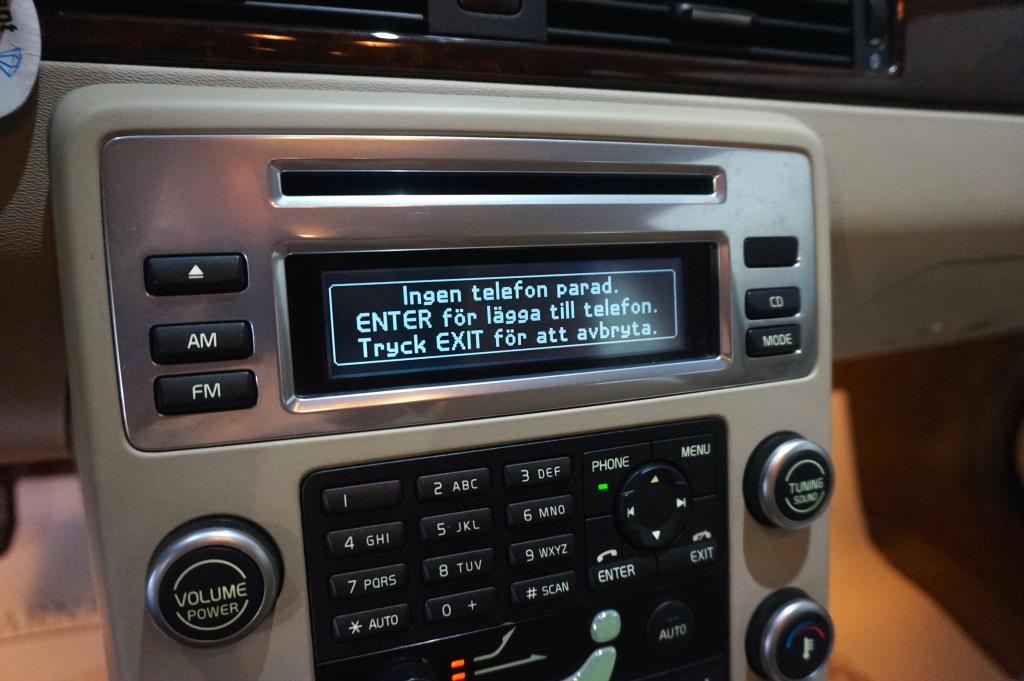 Ingen telefon parad.
ENTER för lägga till telefon.
Tryck EXIT för att avbryta.
AM
FM
CD
MODE
1
2 ABC
3 DEF
PHONE
MENU
4 GHI
5 JKL
6 MNO
7 PQRS
8 TUV
9 WXYZ
ENTER
EXIT
* AUTO
0 +
# SCAN
VOLUME
POWER
TUNING
SOUND
AUTO